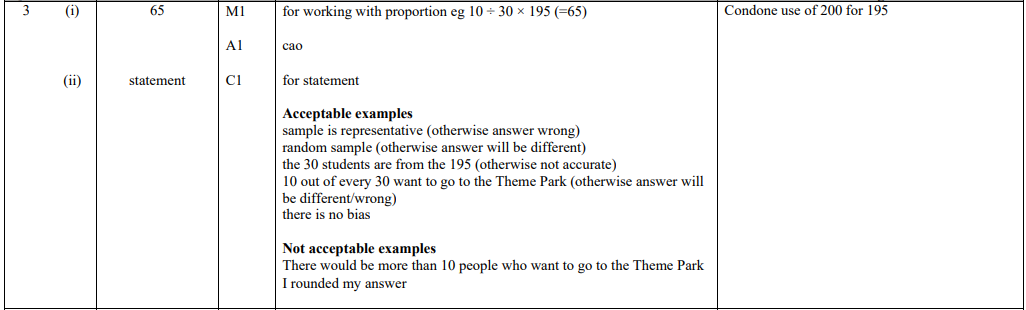 3 (i) 65 M1 for working with proportion eg 10 ÷ 30 × 195 (=65) Condone use of 200 for 195
A1 cao
(ii) statement C1 for statement
Acceptable examples
sample is representative (otherwise answer wrong)
random sample (otherwise answer will be different)
the 30 students are from the 195 (otherwise not accurate)
10 out of every 30 want to go to the Theme Park (otherwise answer will
be different/wrong)
there is no bias
Not acceptable examples
There would be more than 10 people who want to go to the Theme Park
I rounded my answer